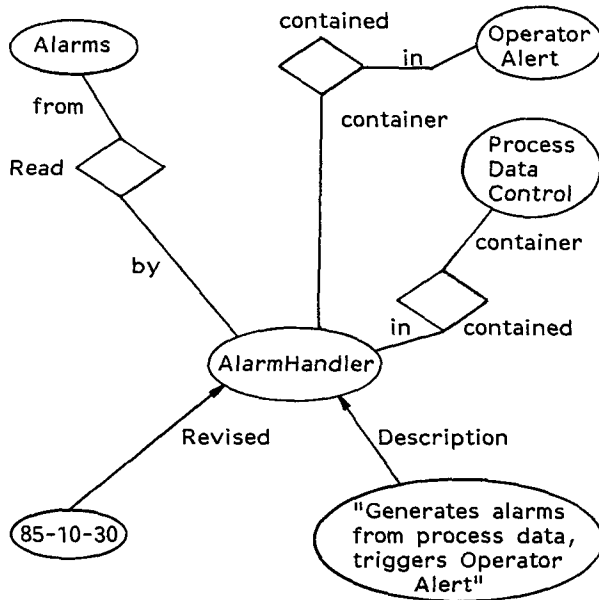 contained
Alarms
Operator
Alert
in
from
container
Process
Data
Control
Read
container
by
in
contained
AlarmHandler
Revised
Description
85-10-30
"Generates alarms
from process data,
triggers Operator
Alert"